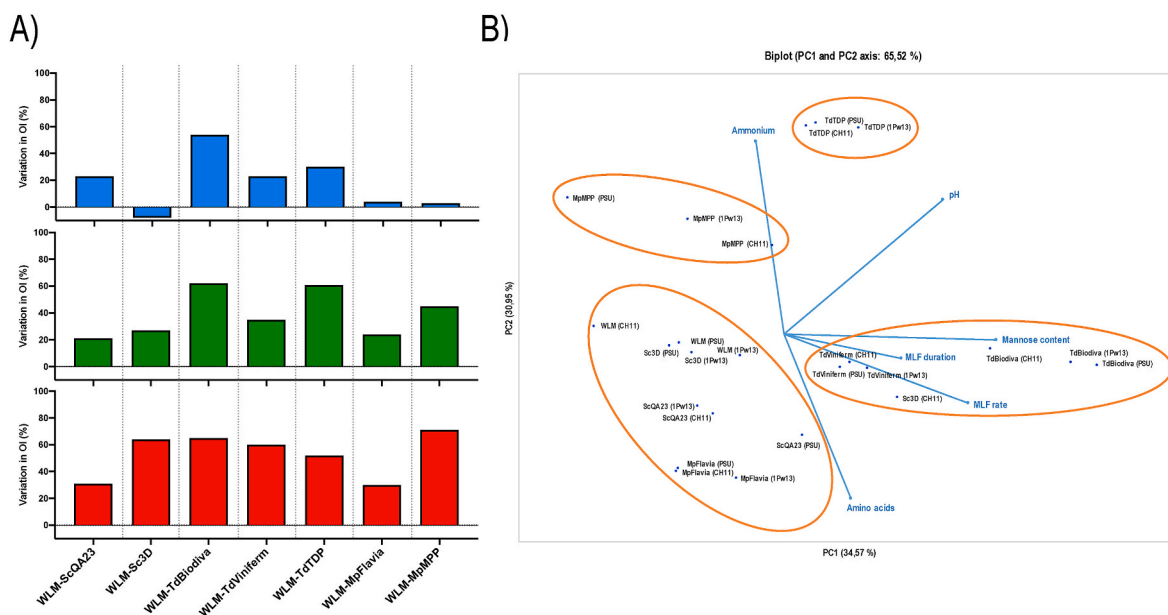 A)
100
80
60
40
20
0
Variation in OI (%)
100
80
60
40
20
0
Variation in OI (%)
100
80
60
40
20
0
Variation in OI (%)
WLM-ScQA23
WLM-Sc3D
WLM-TdBiodiva
WLM-TdViniferm
WLM-TdTDP
WLM-MpFlavia
WLM-MpMPP
B)
Biplot (PC1 and PC2 axis: 65,52 %)
TdTDP (PSU)
TdTDP (1Pw13)
TdTDP (CH11)
Ammonium
pH
MpMPP (PSU)
MpMPP (1Pw13)
MpMPP (CH11)
PC2 (30,95 %)
WLM (CH11)
WLM (PSU)
Sc3D (PSU)
WLM (1Pw13)
Sc3D (1Pw13)
Mannose content
MLF duration
TdViniferm (CH11)
TdViniferm (PSU)
TdViniferm (1Pw13)
TdBiodiva (CH11)
TdBiodiva (1Pw13)
TdBiodiva (PSU)
Sc3D (CH11)
MLF rate
ScQA23 (1Pw13)
ScQA23 (CH11)
ScQA23 (PSU)
MpFlavia (PSU)
MpFlavia (CH11)
MpFlavia (1Pw13)
Amino acids
PC1 (34,57 %)